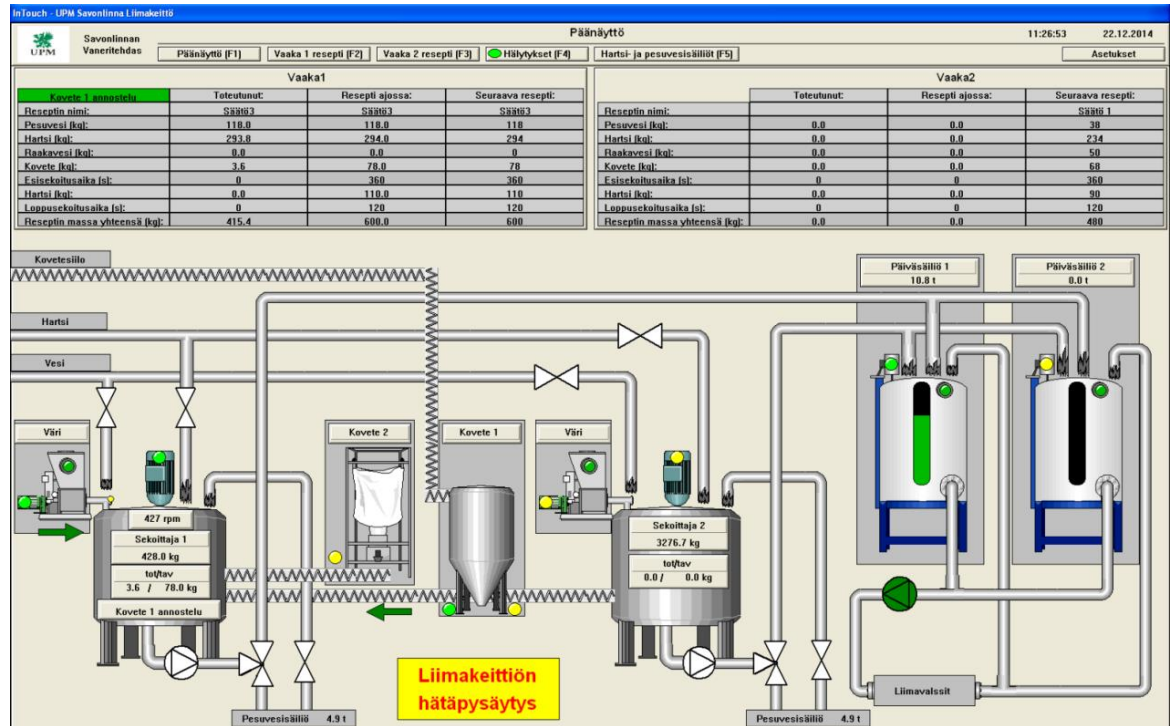 InTouch - UPM Savonlinna Liimakeittö
UPM
Savonlinnan
Vaneritehdas
Päänäyttö
11:26:53 22.12.2014
Päänäyttö (F1) Vaaka 1 resepti (F2) Vaaka 2 resepti (F3) Hälytykset (F4) Hartsi- ja pesuvesisäiliöt (F5) Asetukset
Vaaka1
Kovete 1 annostelu Toteutunut: Resepti ajossa: Seuraava resepti:
Reseptin nimi: Säätö3 Säätö3 Säätö3
Pesuvesi (kg): 118.0 118.0 118
Hartsi (kg): 293.8 294.0 294
Raakavesi (kg): 0.0 0.0 0
Kovete (kg): 3.6 78.0 78
Esisekoitusaika (s): 0 360 360
Hartsi (kg): 0.0 110.0 110
Loppusekoitusaika (s): 0 120 120
Reseptin massa yhteensä (kg): 415.4 600.0 600
Vaaka2
Toteutunut: Resepti ajossa: Seuraava resepti:
Reseptin nimi: Säätö 1
Pesuvesi (kg): 0.0 0.0 38
Hartsi (kg): 0.0 0.0 234
Raakavesi (kg): 0.0 0.0 50
Kovete (kg): 0.0 0.0 68
Esisekoitusaika (s): 0 0 360
Hartsi (kg): 0.0 0.0 90
Loppusekoitusaika (s): 0 0 120
Reseptin massa yhteensä (kg): 0.0 0.0 480
Kovetesiilo
Päiväsäiliö 1
10.8 t
Päiväsäiliö 2
0.0 t
Hartsi
Vesi
Väri
Kovete 2
Kovete 1
Väri
427 rpm
Sekoittaja 1
428.0 kg
tot/tav
3.6 / 78.0 kg
Kovete 1 annostelu
Sekoittaja 2
3276.7 kg
tot/tav
0.0 / 0.0 kg
Liimakeittiön
hätäpysäytys
Liimavalssit
Pesuvesisäiliö 4.9 t
Pesuvesisäiliö 4.9 t